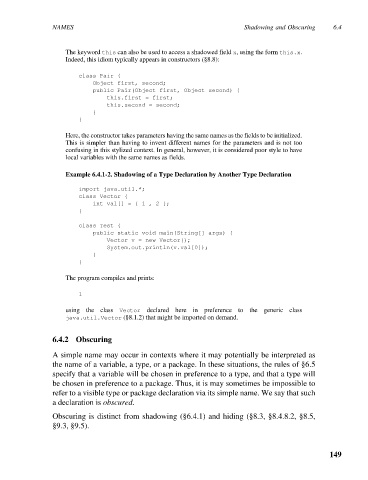 NAMES Shadowing and Obscuring 6.4
The keyword this can also be used to access a shadowed field x, using the form this.x.
Indeed, this idiom typically appears in constructors (§8.8):
class Pair {
Object first, second;
public Pair(Object first, Object second) {
this.first = first;
this.second = second;
}
}
Here, the constructor takes parameters having the same names as the fields to be initialized.
This is simpler than having to invent different names for the parameters and is not too
confusing in this stylized context. In general, however, it is considered poor style to have
local variables with the same names as fields.
Example 6.4.1-2. Shadowing of a Type Declaration by Another Type Declaration
import java.util.*;
class Vector {
int val[] = { 1 , 2 };
}
class Test {
public static void main(String[] args) {
Vector v = new Vector();
System.out.println(v.val[0]);
}
}
The program compiles and prints:
1
using the class Vector declared here in preference to the generic class
java.util.Vector (§8.1.2) that might be imported on demand.
6.4.2 Obscuring
A simple name may occur in contexts where it may potentially be interpreted as
the name of a variable, a type, or a package. In these situations, the rules of §6.5
specify that a variable will be chosen in preference to a type, and that a type will
be chosen in preference to a package. Thus, it is may sometimes be impossible to
refer to a visible type or package declaration via its simple name. We say that such
a declaration is obscured.
Obscuring is distinct from shadowing (§6.4.1) and hiding (§8.3, §8.4.8.2, §8.5,
§9.3, §9.5).
149